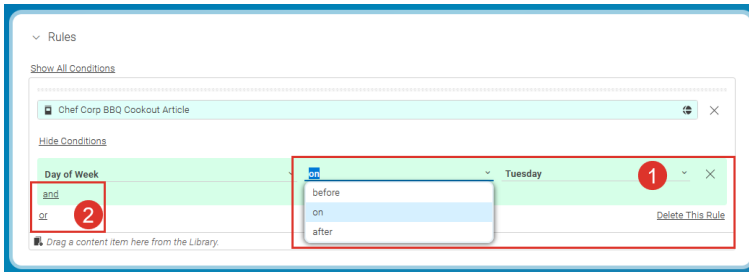 Rules
Show All Conditions
Chef Corp BBQ Cookout Article
Hide Conditions
Day of Week on Tuesday 1
and
before
or 2 on Delete This Rule
after
Drag a content item here from the Library.